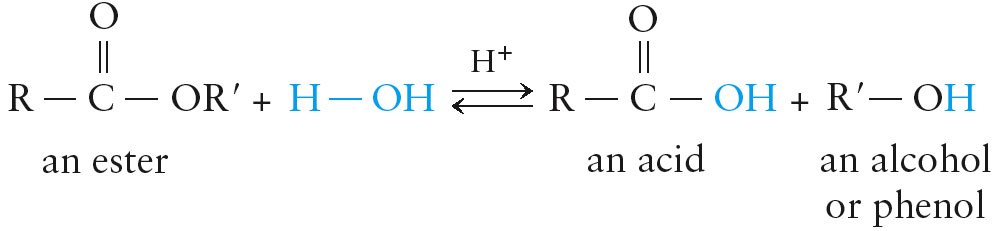 O O
|| || H⁺
R — C — OR′ + H — OH ⇌ R — C — OH + R′— OH
an ester an acid an alcohol
or phenol